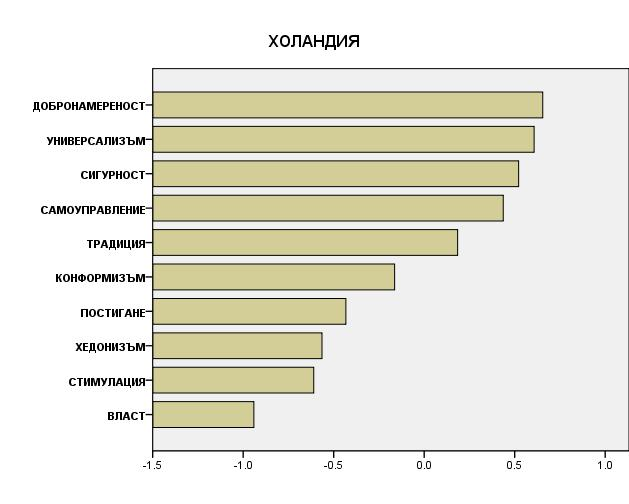 ХОЛАНДИЯ
ДОБРОНАМЕРЕНОСТ
УНИВЕРСАЛИЗЪМ
СИГУРНОСТ
САМОУПРАВЛЕНИЕ
ТРАДИЦИЯ
КОНФОРМИЗЪМ
ПОСТИГАНЕ
ХЕДОНИЗЪМ
СТИМУЛАЦИЯ
ВЛАСТ
-1.5 -1.0 -0.5 0.0 0.5 1.0